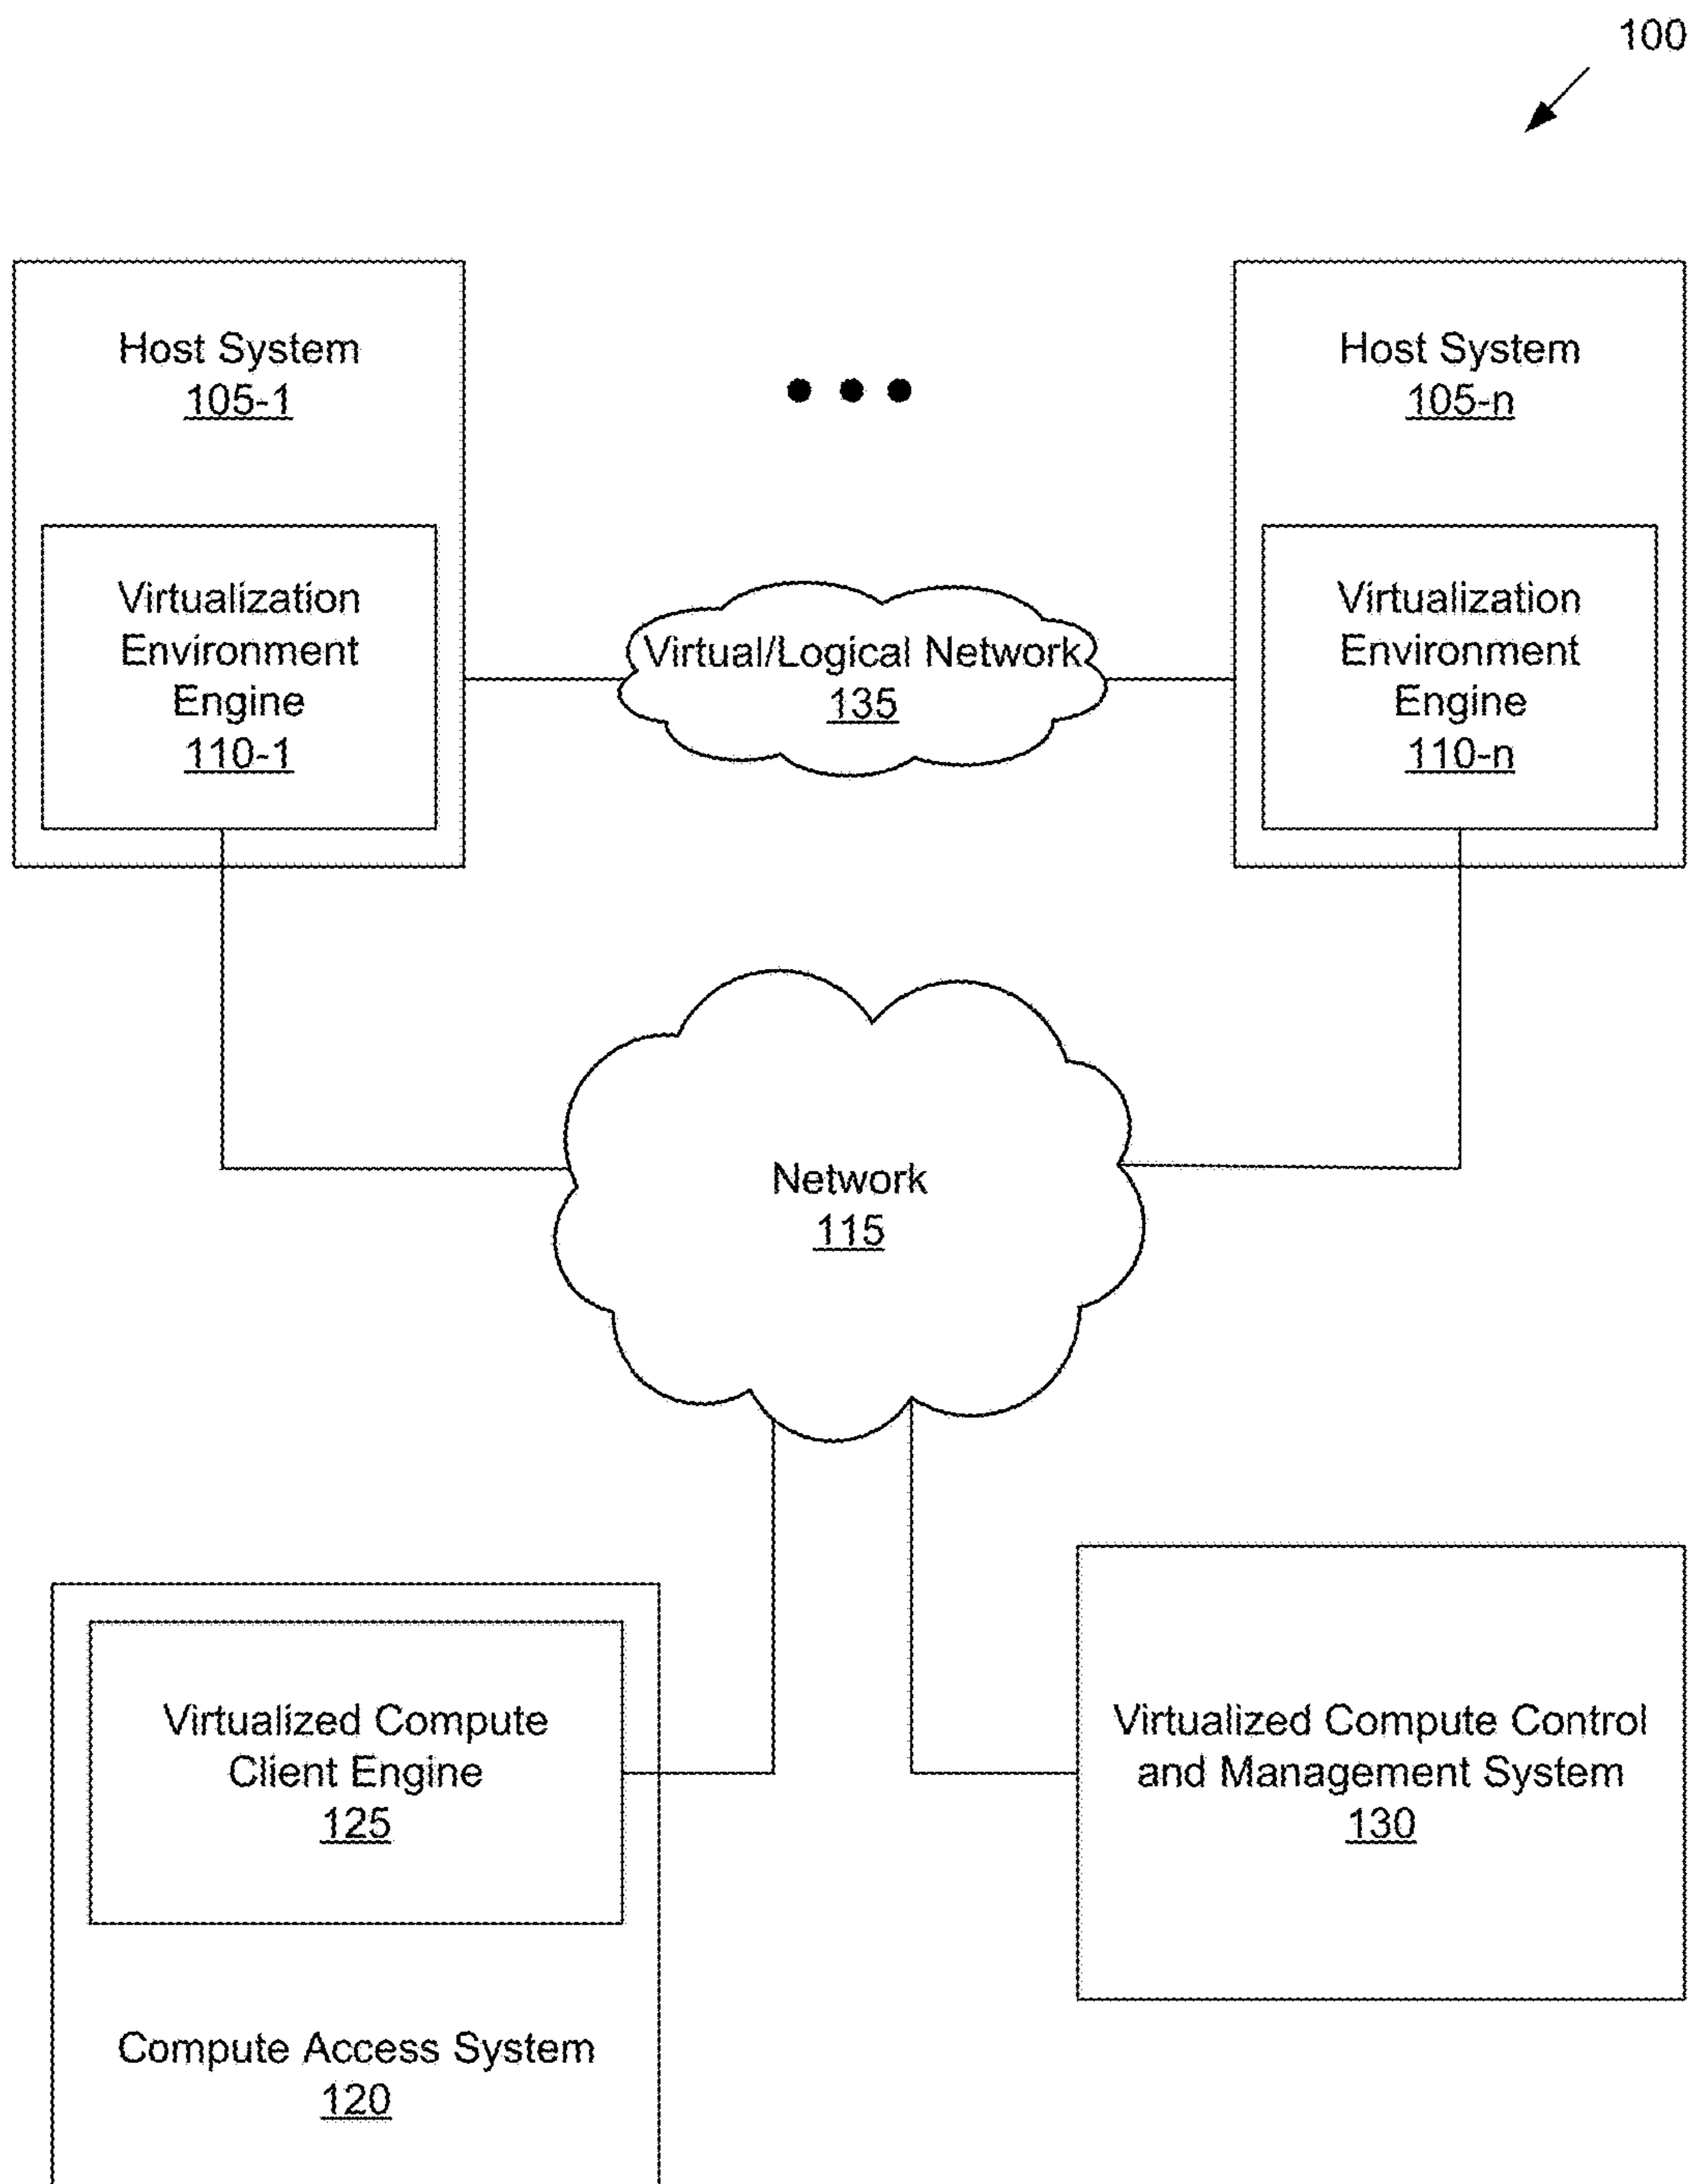 100
Host System
105-1
Host System
105-n
Virtualization
Environment
Engine
110-1
Virtual/Logical Network
135
Virtualization
Environment
Engine
110-n
Network
115
Virtualized Compute
Client Engine
125
Virtualized Compute Control
and Management System
130
Compute Access System
120